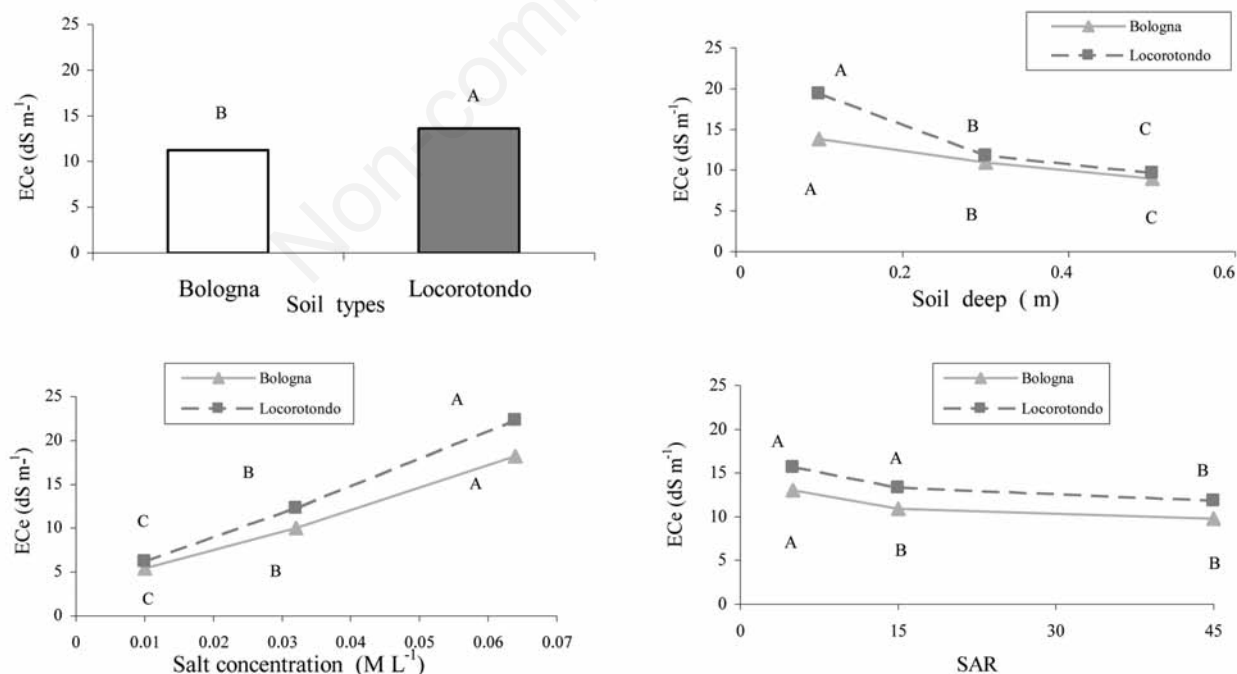 Non-comm
25
20
15
10
5
0
ECe (dS m-¹)
B
A
Bologna
Locorotondo
Soil types
Bologna
Locorotondo
25
20
15
10
5
0
ECe (dS m⁻¹)
A
B
C
A
B
C
0
0.2
0.4
0.6
Soil deep ( m)
Bologna
Locorotondo
25
20
15
10
5
0
ECe (dS m-¹)
A
B
A
C
B
C
0
0.01
0.02
0.03
0.04
0.05
0.06
0.07
Salt concentration (M L⁻¹)
Bologna
Locorotondo
25
20
15
10
5
0
ECe (dS m⁻¹)
A
A
B
A
B
B
0
15
30
45
SAR